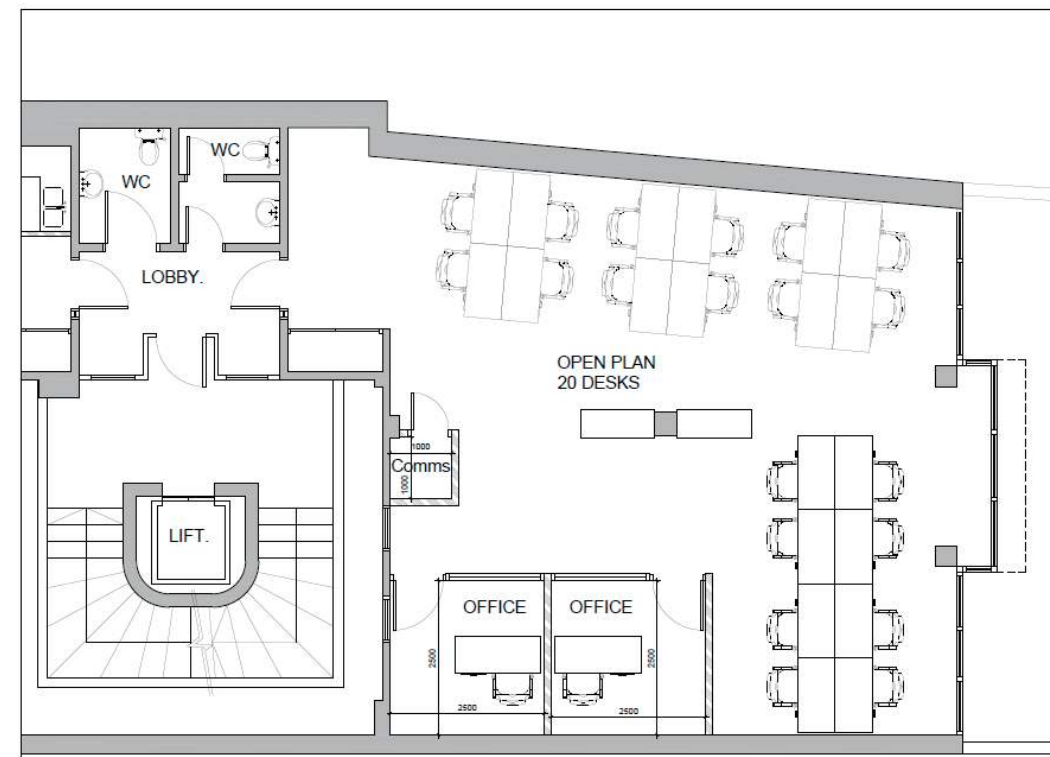 WC
WC
LOBBY.
OPEN PLAN
20 DESKS
1000
Comms
1000
LIFT.
OFFICE
OFFICE
2500
2500
2500
2500